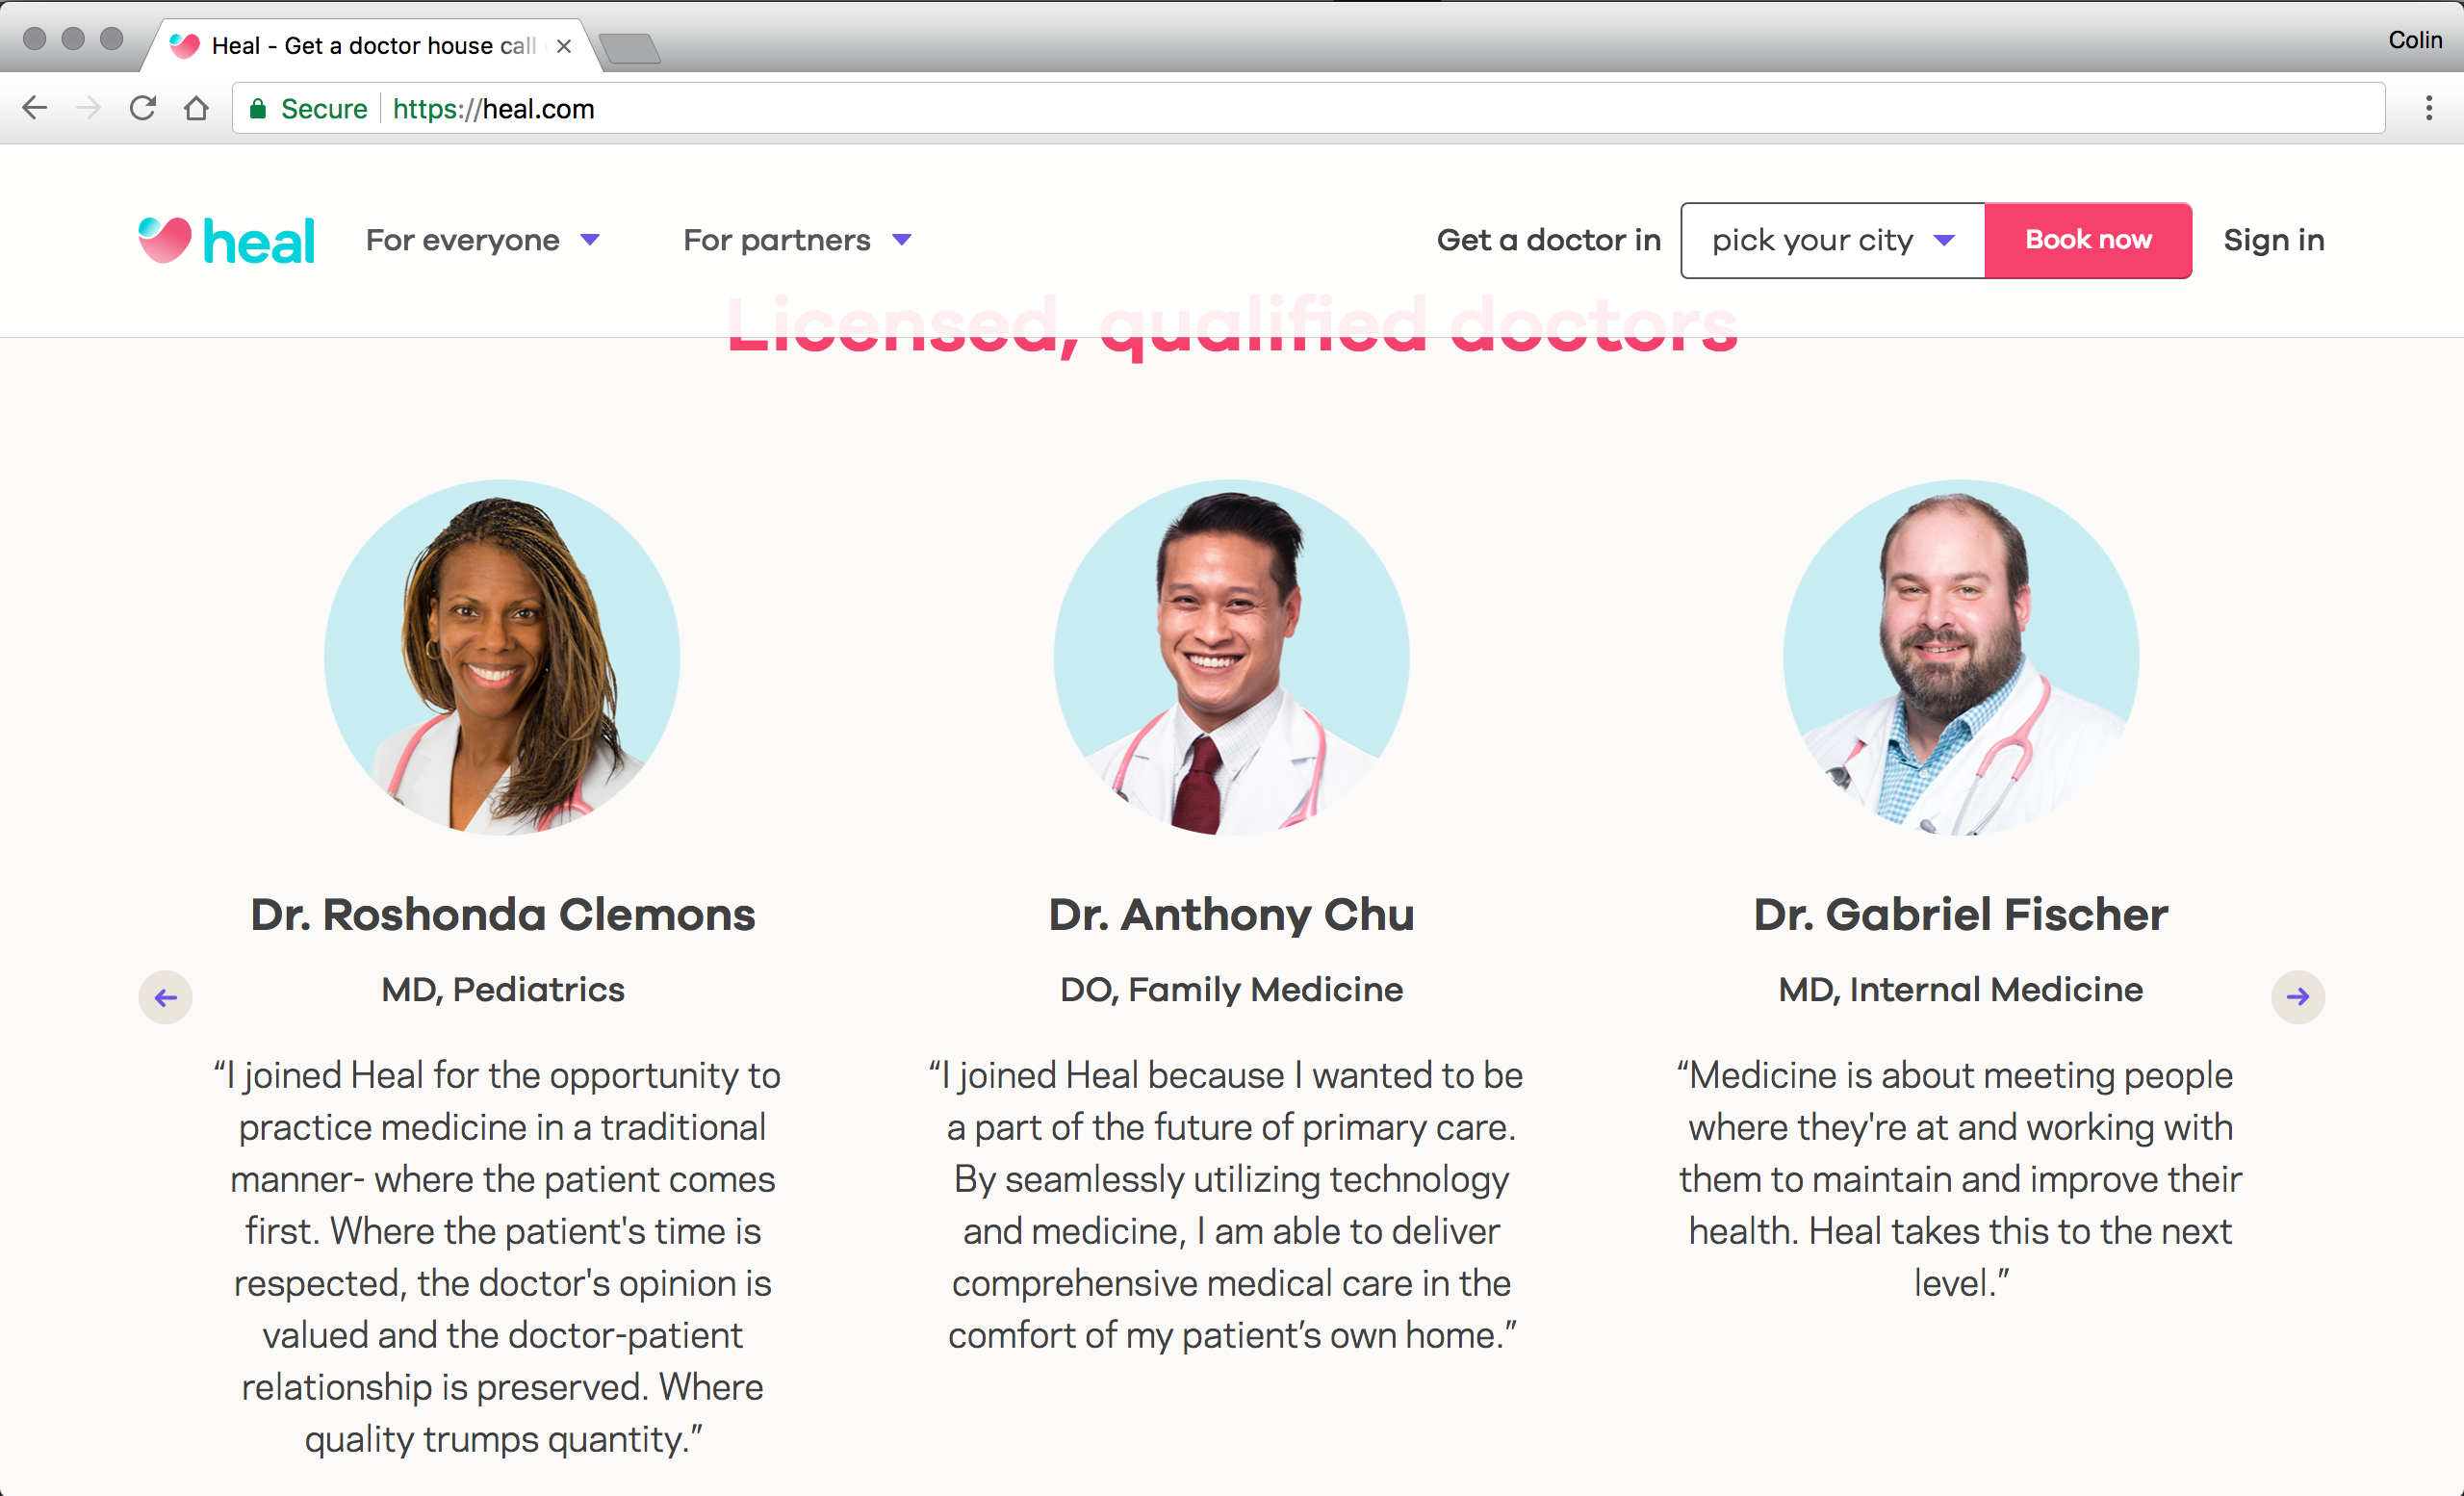 Heal - Get a doctor house call
Colin
Secure
https://heal.com
heal
For everyone
For partners
Get a doctor in
pick your city
Book now
Sign in
Licensed, qualified doctors
Dr. Roshonda Clemons
MD, Pediatrics
“I joined Heal for the opportunity to
practice medicine in a traditional
manner- where the patient comes
first. Where the patient's time is
respected, the doctor's opinion is
valued and the doctor-patient
relationship is preserved. Where
quality trumps quantity.”
Dr. Anthony Chu
DO, Family Medicine
“I joined Heal because I wanted to be
a part of the future of primary care.
By seamlessly utilizing technology
and medicine, I am able to deliver
comprehensive medical care in the
comfort of my patient’s own home.”
Dr. Gabriel Fischer
MD, Internal Medicine
“Medicine is about meeting people
where they're at and working with
them to maintain and improve their
health. Heal takes this to the next
level.”